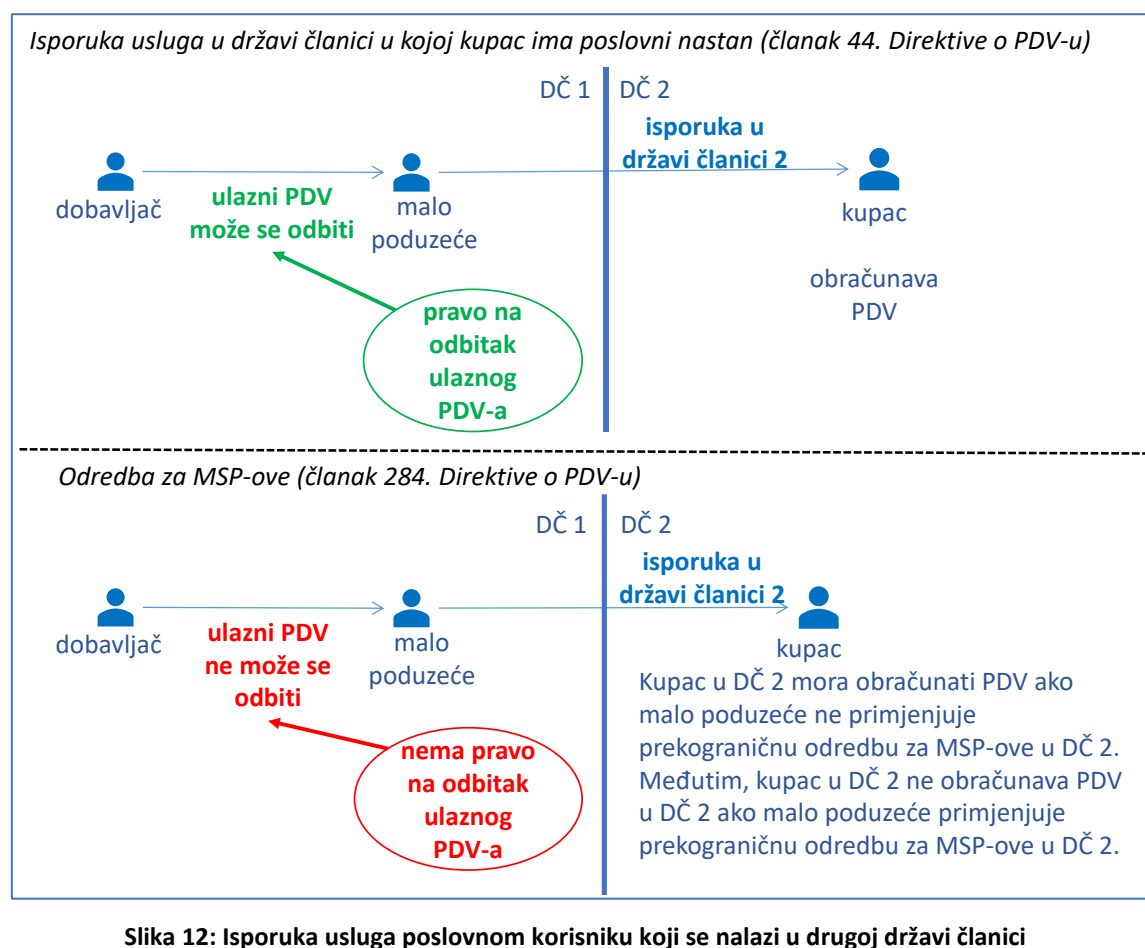 Isporuka usluga u državi članici u kojoj kupac ima poslovni nastan (članak 44. Direktive o PDV-u)
DČ 1
DČ 2
isporuka u
državi članici 2
dobavljač
ulazni PDV
može se odbiti
malo
poduzeće
kupac
obračunava
PDV
pravo na
odbitak
ulaznog
PDV-a
Odredba za MSP-ove (članak 284. Direktive o PDV-u)
DČ 1
DČ 2
isporuka u
državi članici 2
dobavljač
ulazni PDV
ne može se
odbiti
malo
poduzeće
kupac
Kupac u DČ 2 mora obračunati PDV ako
malo poduzeće ne primjenjuje
prekograničnu odredbu za MSP-ove u DČ 2.
Međutim, kupac u DČ 2 ne obračunava PDV
u DČ 2 ako malo poduzeće primjenjuje
prekograničnu odredbu za MSP-ove u DČ 2.
nema pravo
na odbitak
ulaznog
PDV-a
Slika 12: Isporuka usluga poslovnom korisniku koji se nalazi u drugoj državi članici